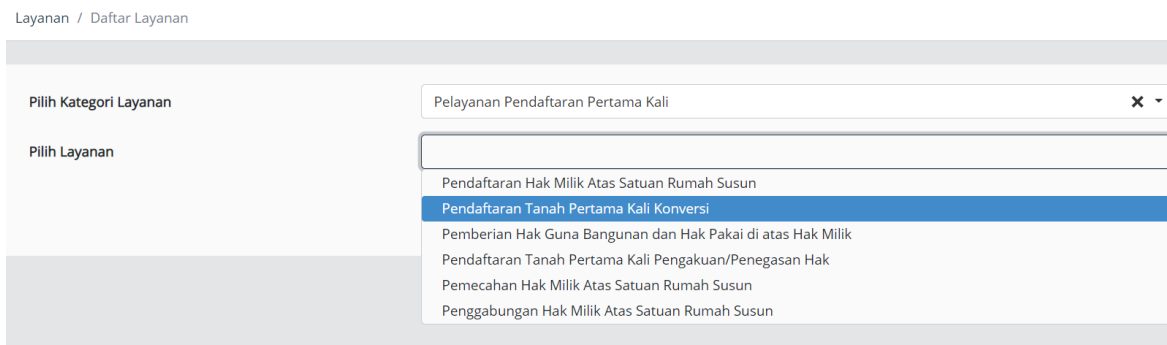 Layanan / Daftar Layanan
Pilih Kategori Layanan
Pelayanan Pendaftaran Pertama Kali
Pilih Layanan
Pendaftaran Hak Milik Atas Satuan Rumah Susun
Pendaftaran Tanah Pertama Kali Konversi
Pemberian Hak Guna Bangunan dan Hak Pakai di atas Hak Milik
Pendaftaran Tanah Pertama Kali Pengakuan/Penegasan Hak
Pemecahan Hak Milik Atas Satuan Rumah Susun
Penggabungan Hak Milik Atas Satuan Rumah Susun